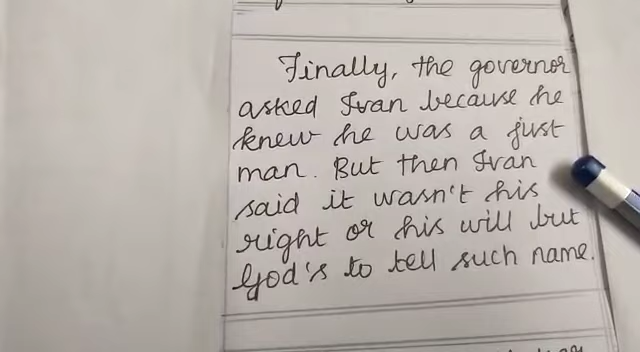 Finally, the governor
asked Ivan because he
knew he was a just
man. But then Ivan
said it wasn't his
right or his will but
God's to tell such name.